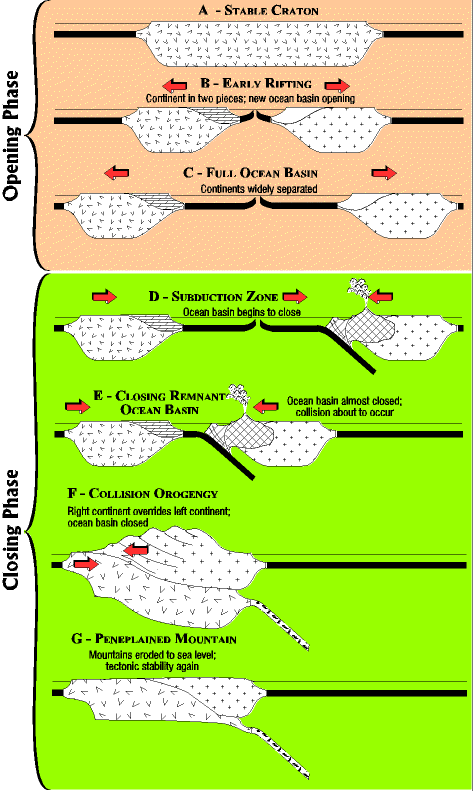 Opening Phase
A - STABLE CRATON
B - EARLY RIFTING
Continent in two pieces; new ocean basin opening
C - FULL OCEAN BASIN
Continents widely separated
Closing Phase
D - SUBDUCTION ZONE
Ocean basin begins to close
E - CLOSING REMNANT
OCEAN BASIN
Ocean basin almost closed;
collision about to occur
F - COLLISION OROGENGY
Right continent overrides left continent;
ocean basin closed
G - PENEPLAINED MOUNTAIN
Mountains eroded to sea level;
tectonic stability again